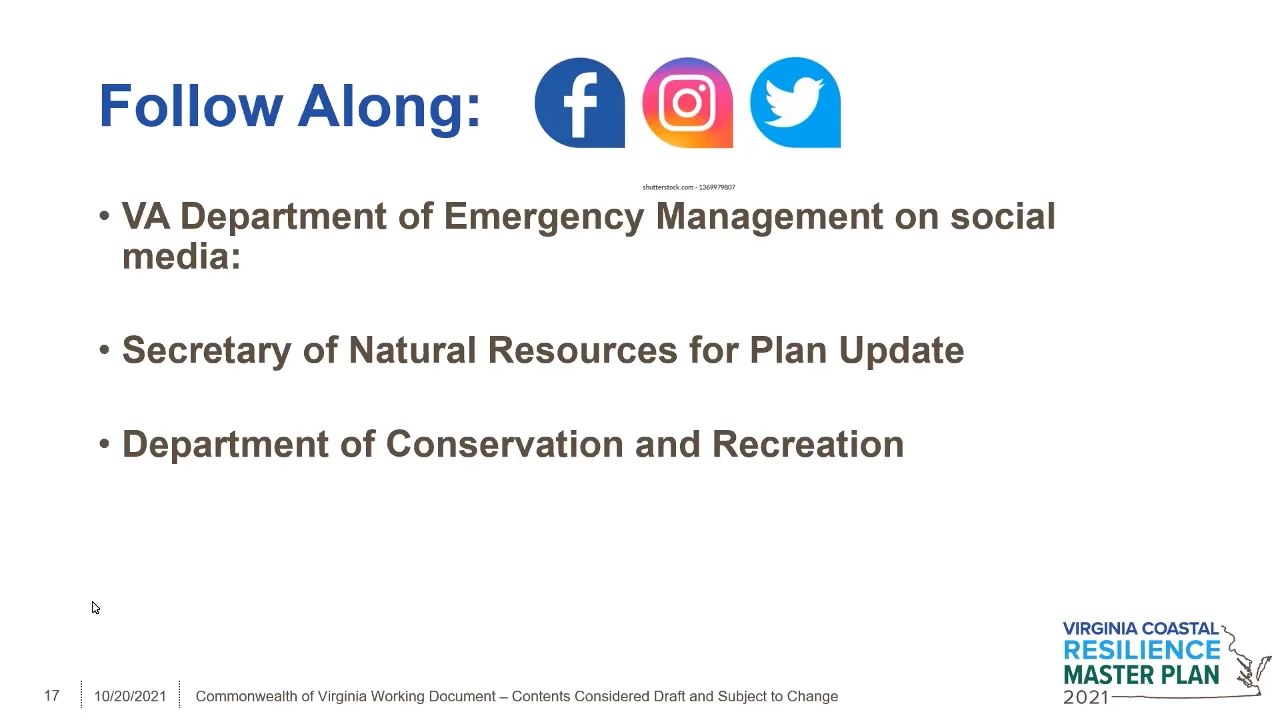 Follow Along:
shutterstock.com · 1369979807
• VA Department of Emergency Management on social
media:
• Secretary of Natural Resources for Plan Update
• Department of Conservation and Recreation
VIRGINIA COASTAL
RESILIENCE
MASTER PLAN
2021
17 10/20/2021 Commonwealth of Virginia Working Document – Contents Considered Draft and Subject to Change